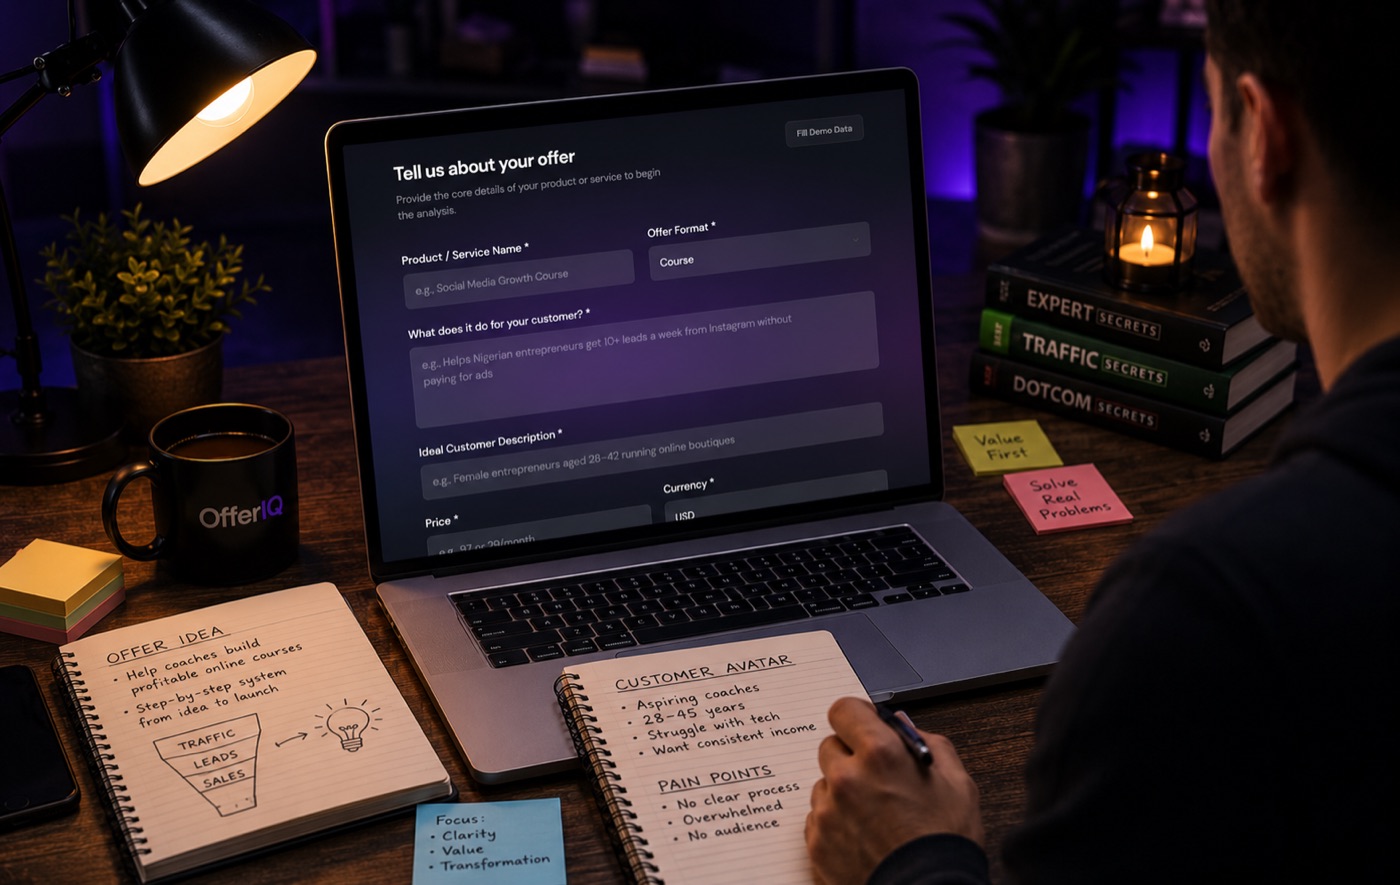 Fill Demo Data
Tell us about your offer
Provide the core details of your product or service to begin
the analysis.
Product / Service Name *
e.g., Social Media Growth Course
Offer Format *
Course
What does it do for your customer? *
e.g., Helps Nigerian entrepreneurs get 10+ leads a week from Instagram without
paying for ads
Ideal Customer Description *
e.g., Female entrepreneurs aged 28–42 running online boutiques
Price *
e.g., 97 or 29/month
Currency *
USD
OfferIQ
EXPERT SECRETS
TRAFFIC SECRETS
DOTCOM SECRETS
Value
First
Solve
Real
Problems
OFFER IDEA
• Help coaches build
profitable online courses
• Step-by-step system
from idea to launch
TRAFFIC
LEADS
SALES
Focus:
• Clarity
• Value
• Transformation
CUSTOMER AVATAR
• Aspiring coaches
• 28–45 years
• Struggle with tech
• Want consistent income
PAIN POINTS
• No clear process
• Overwhelmed
• No audience